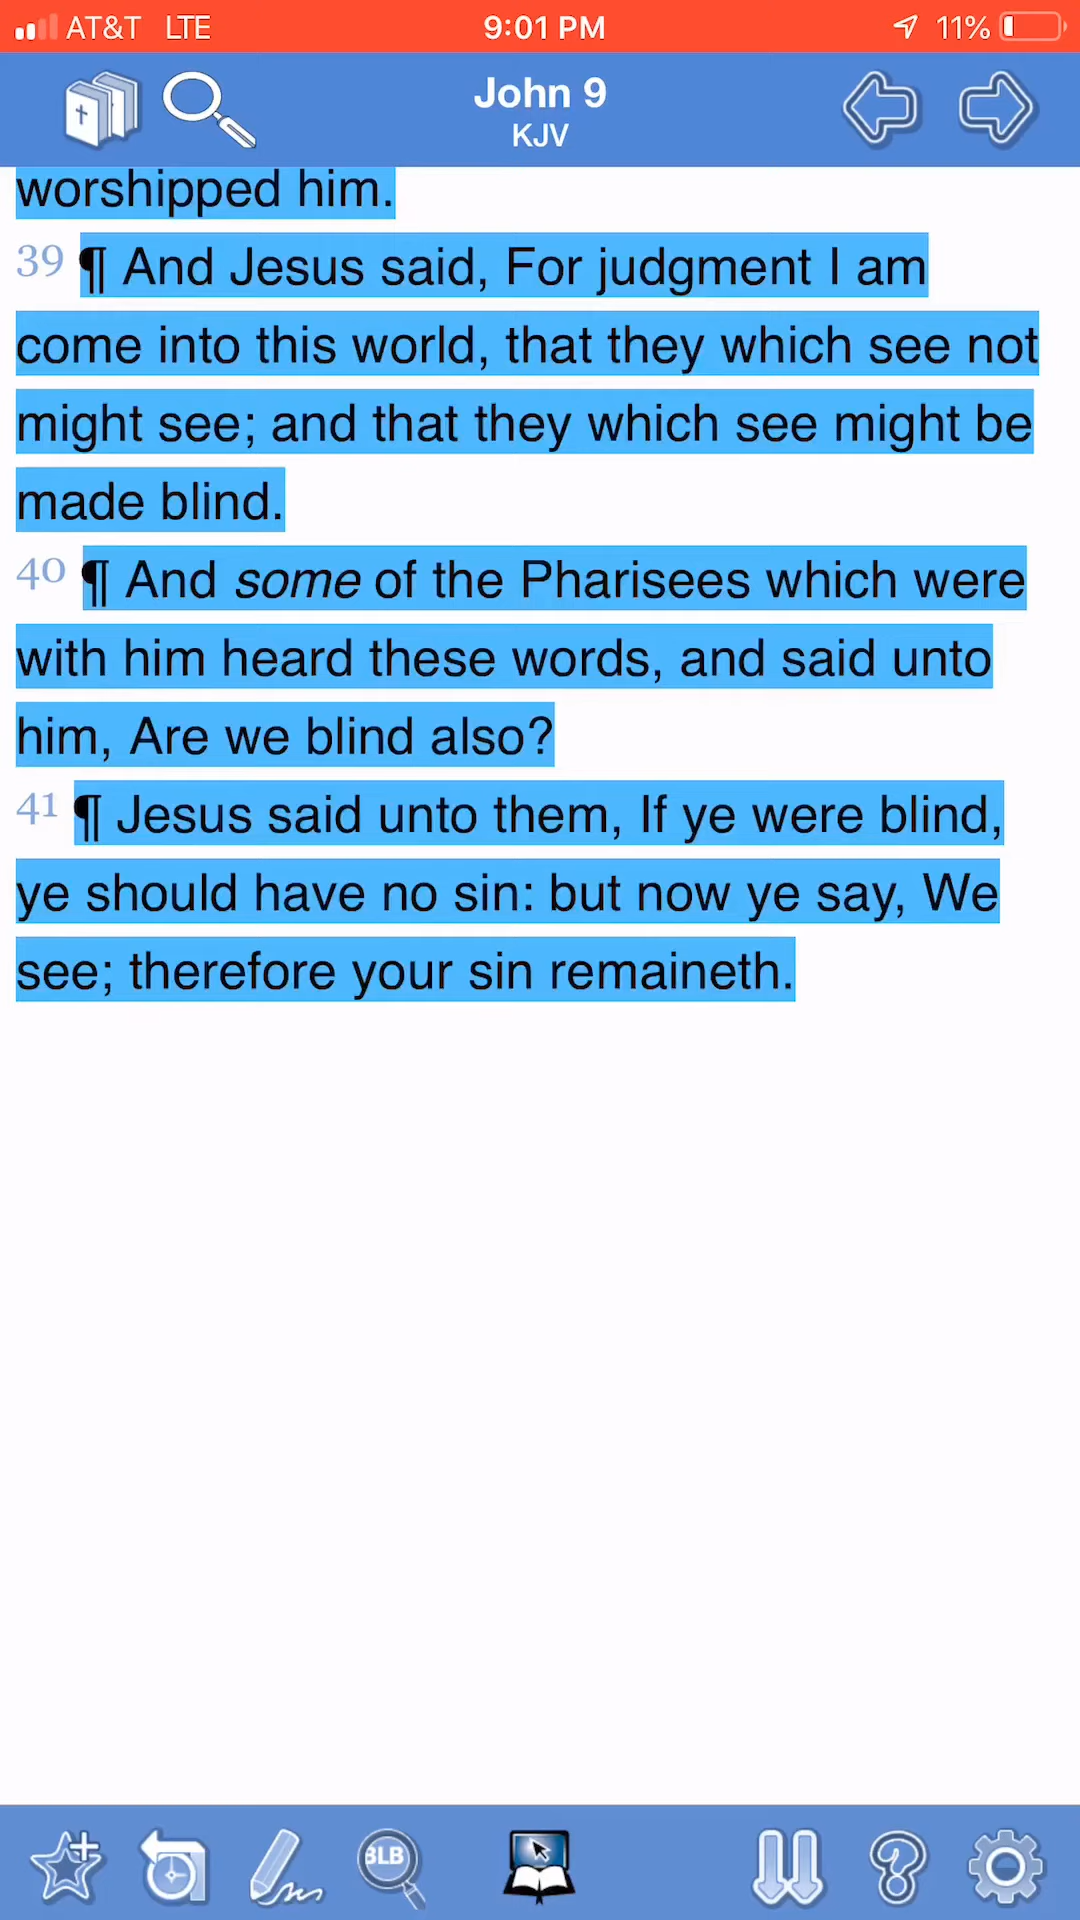 AT&T LTE 9:01 PM 11%
John 9
KJV
worshipped him.
39 ¶ And Jesus said, For judgment I am
come into this world, that they which see not
might see; and that they which see might be
made blind.
40 ¶ And some of the Pharisees which were
with him heard these words, and said unto
him, Are we blind also?
41 ¶ Jesus said unto them, If ye were blind,
ye should have no sin: but now ye say, We
see; therefore your sin remaineth.
BLB